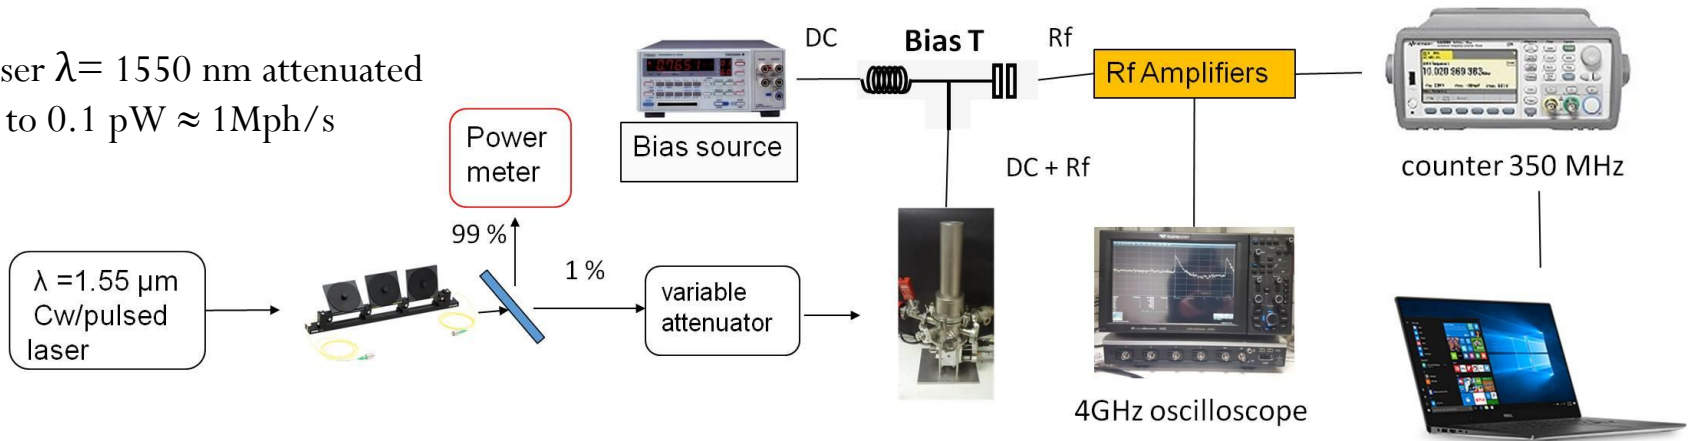 ser λ= 1550 nm attenuated
to 0.1 pW ≈ 1Mph/s
DC
Bias T
Rf
Rf Amplifiers
Bias source
Power
meter
DC + Rf
counter 350 MHz
99 %
1 %
λ =1.55 µm
Cw/pulsed
laser
variable
attenuator
4GHz oscilloscope